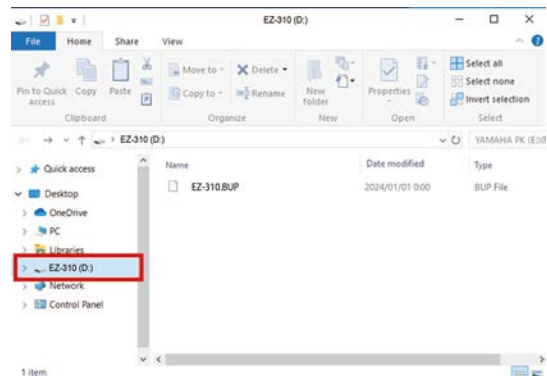 EZ-310 (D:)
File Home Share View
Pin to Quick access
Copy
Paste
Move to
Copy to
Delete
Rename
New folder
Properties
Select all
Select none
Invert selection
Clipboard Organize New Open Select
EZ-310 (D:)
YAMAHA PK (E:)
Name Date modified Type
Quick access
Desktop
OneDrive
PC
Libraries
EZ-310 (D:)
Network
Control Panel
EZ-310.BUP 2024/01/01 0:00 BUP File
1 item